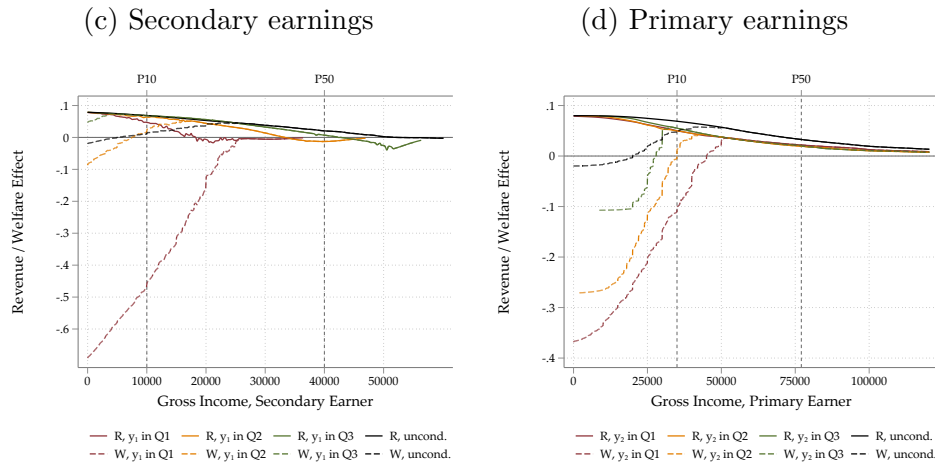 (c) Secondary earnings
(d) Primary earnings
P10 P50
.1
0
-.1
-.2
-.3
-.4
-.5
-.6
Revenue / Welfare Effect
0 10000 20000 30000 40000 50000
Gross Income, Secondary Earner
R, y₁ in Q1 R, y₁ in Q2 R, y₁ in Q3 R, uncond.
W, y₁ in Q1 W, y₁ in Q2 W, y₁ in Q3 W, uncond.
P10 P50
.1
0
-.1
-.2
-.3
-.4
Revenue / Welfare Effect
0 25000 50000 75000 100000
Gross Income, Primary Earner
R, y₂ in Q1 R, y₂ in Q2 R, y₂ in Q3 R, uncond.
W, y₂ in Q1 W, y₂ in Q2 W, y₂ in Q3 W, uncond.